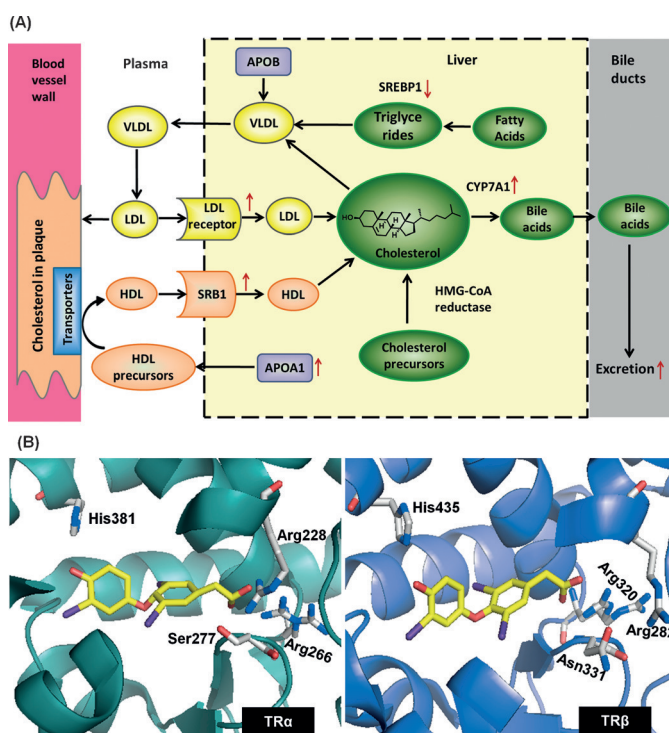 (A)
Blood
vessel
wall
Plasma
Liver
Bile
ducts
APOB
SREBP1
VLDL
VLDL
Triglyce
rides
Fatty
Acids
CYP7A1
LDL
LDL
receptor
LDL
HO
H
H
H
H
Cholesterol
Bile
acids
Bile
acids
Cholesterol in plaque
Transporters
HDL
SRB1
HDL
HMG-CoA
reductase
HDL
precursors
APOA1
Cholesterol
precursors
Excretion
(B)
His381
Arg228
Ser277
Arg266
TRα
His435
Arg320
Arg282
Asn331
TRβ